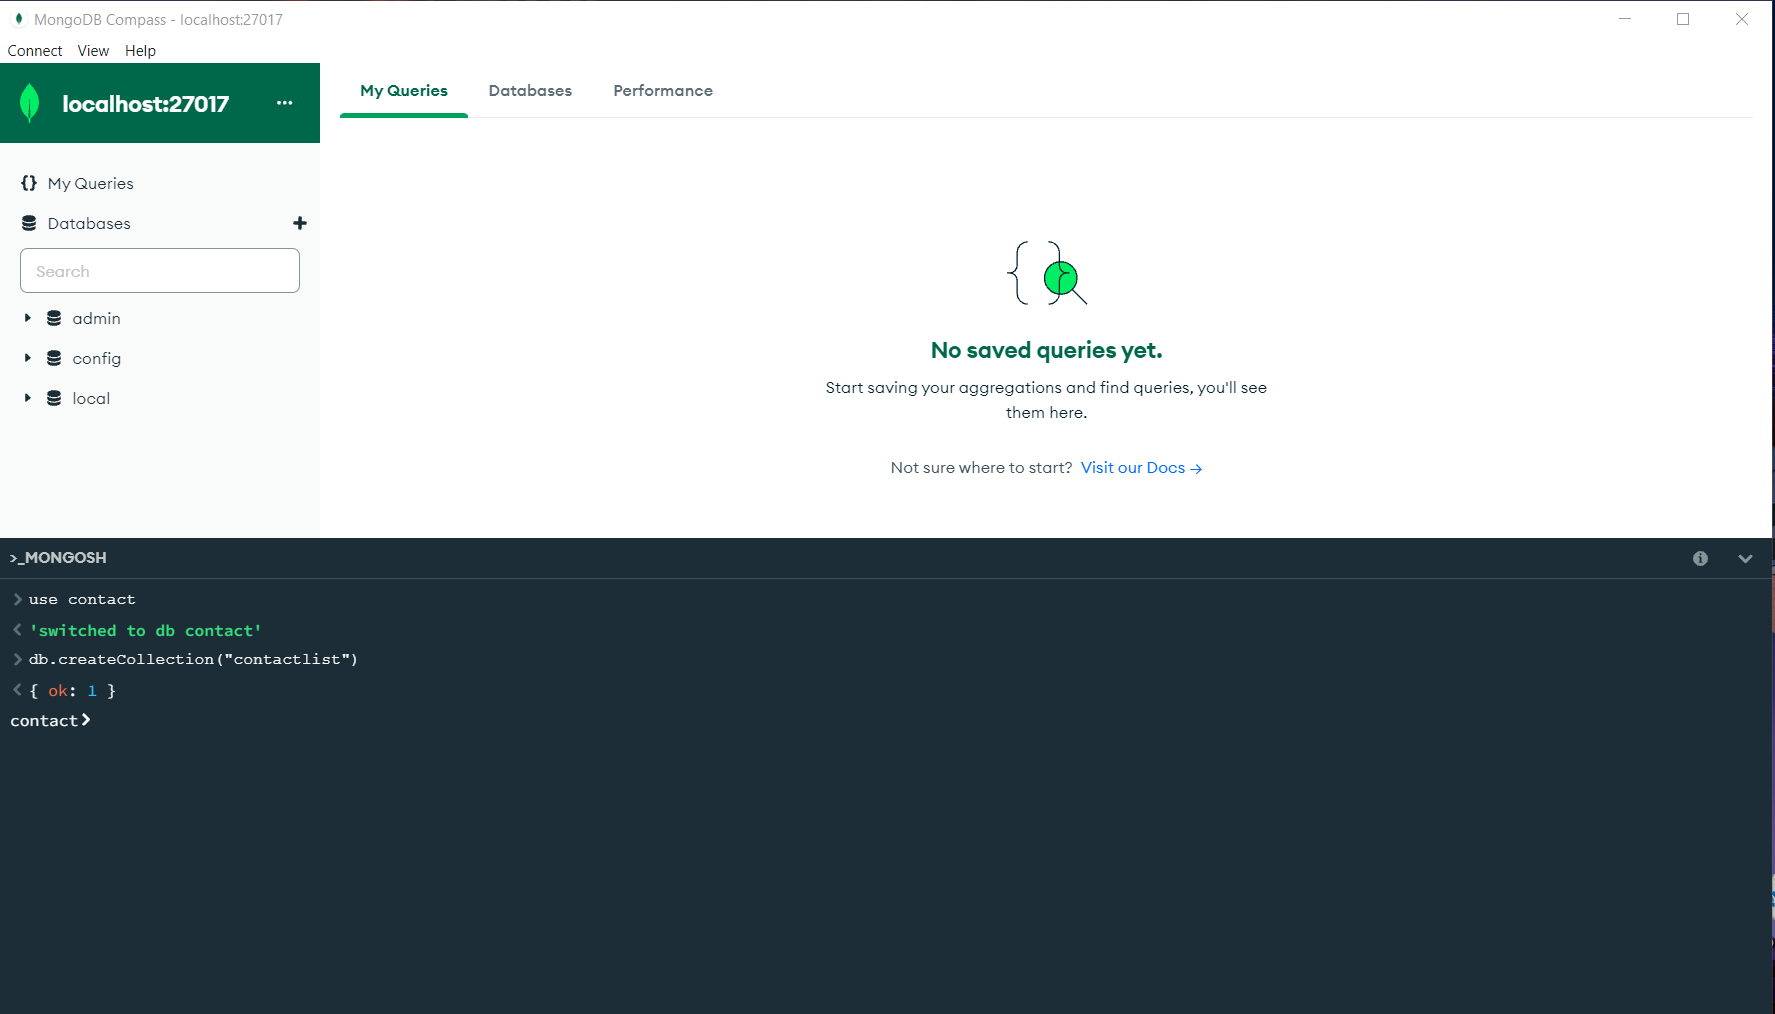 MongoDB Compass - localhost:27017
Connect View Help
localhost:27017 ...
My Queries Databases Performance
{} My Queries
Databases +
Search
admin
config
local
No saved queries yet.
Start saving your aggregations and find queries, you'll see
them here.
Not sure where to start? Visit our Docs →
>_MONGOSH
> use contact
< 'switched to db contact'
> db.createCollection("contactlist")
< { ok: 1 }
contact>